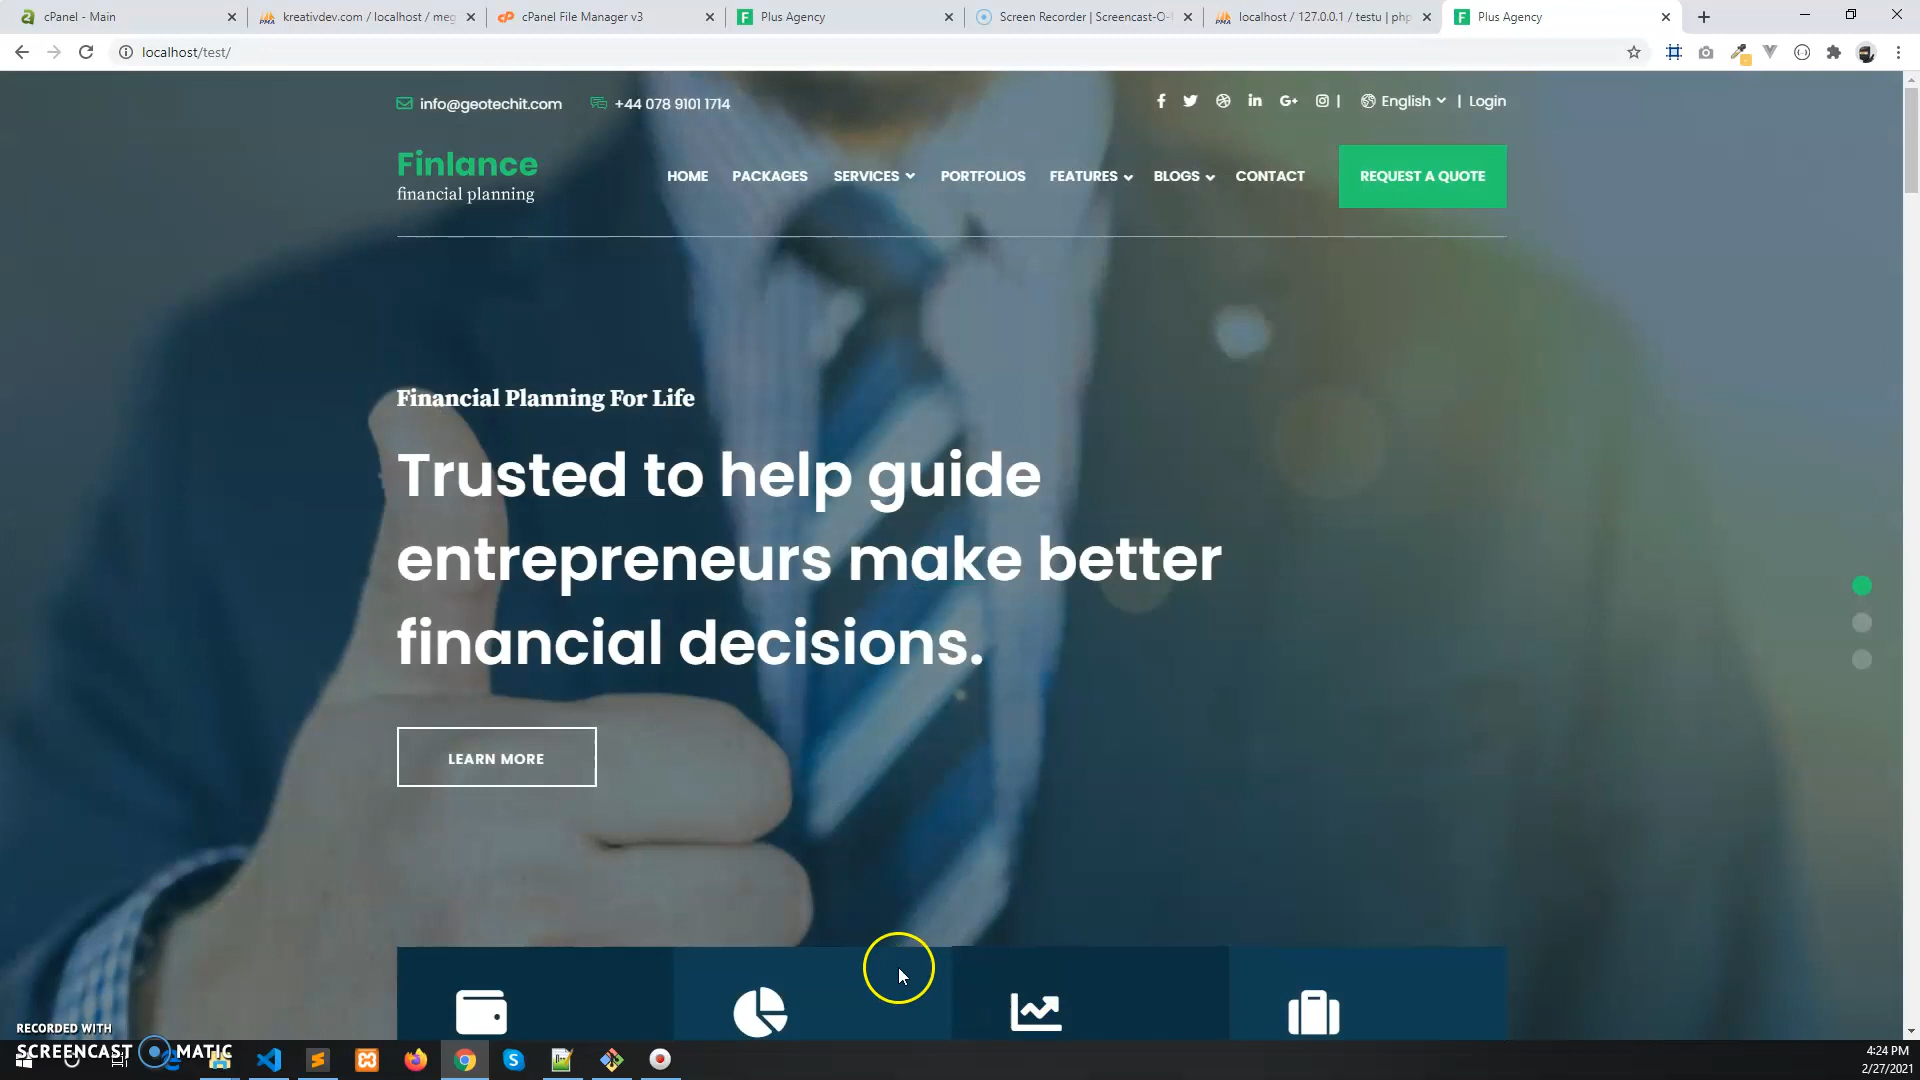 cPanel - Main
kreativdev.com / localhost / meg
cPanel File Manager v3
Plus Agency
Screen Recorder | Screencast-O-
localhost / 127.0.0.1 / testu | php
Plus Agency
localhost/test/
info@geotechit.com
+44 078 9101 1714
English
| Login
Finlance
financial planning
HOME
PACKAGES
SERVICES
PORTFOLIOS
FEATURES
BLOGS
CONTACT
REQUEST A QUOTE
Financial Planning For Life
Trusted to help guide
entrepreneurs make better
financial decisions.
LEARN MORE
RECORDED WITH
SCREENCAST MATIC
4:24 PM
2/27/2021